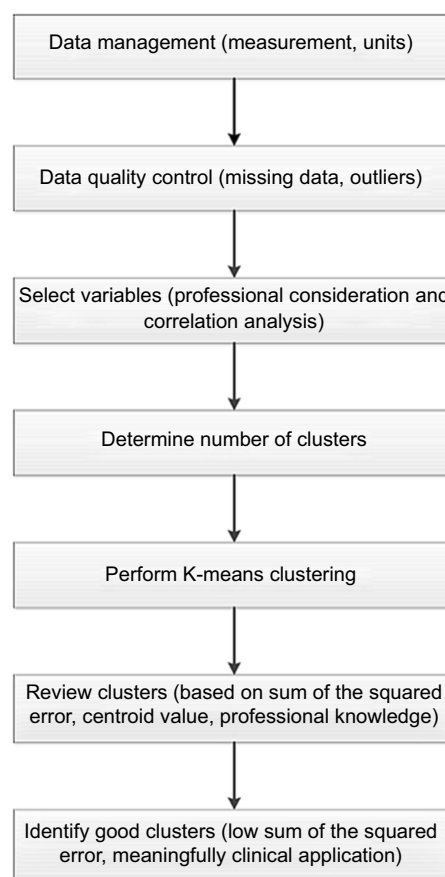 Data management (measurement, units)
Data quality control (missing data, outliers)
Select variables (professional consideration and
correlation analysis)
Determine number of clusters
Perform K-means clustering
Review clusters (based on sum of the squared
error, centroid value, professional knowledge)
Identify good clusters (low sum of the squared
error, meaningfully clinical application)